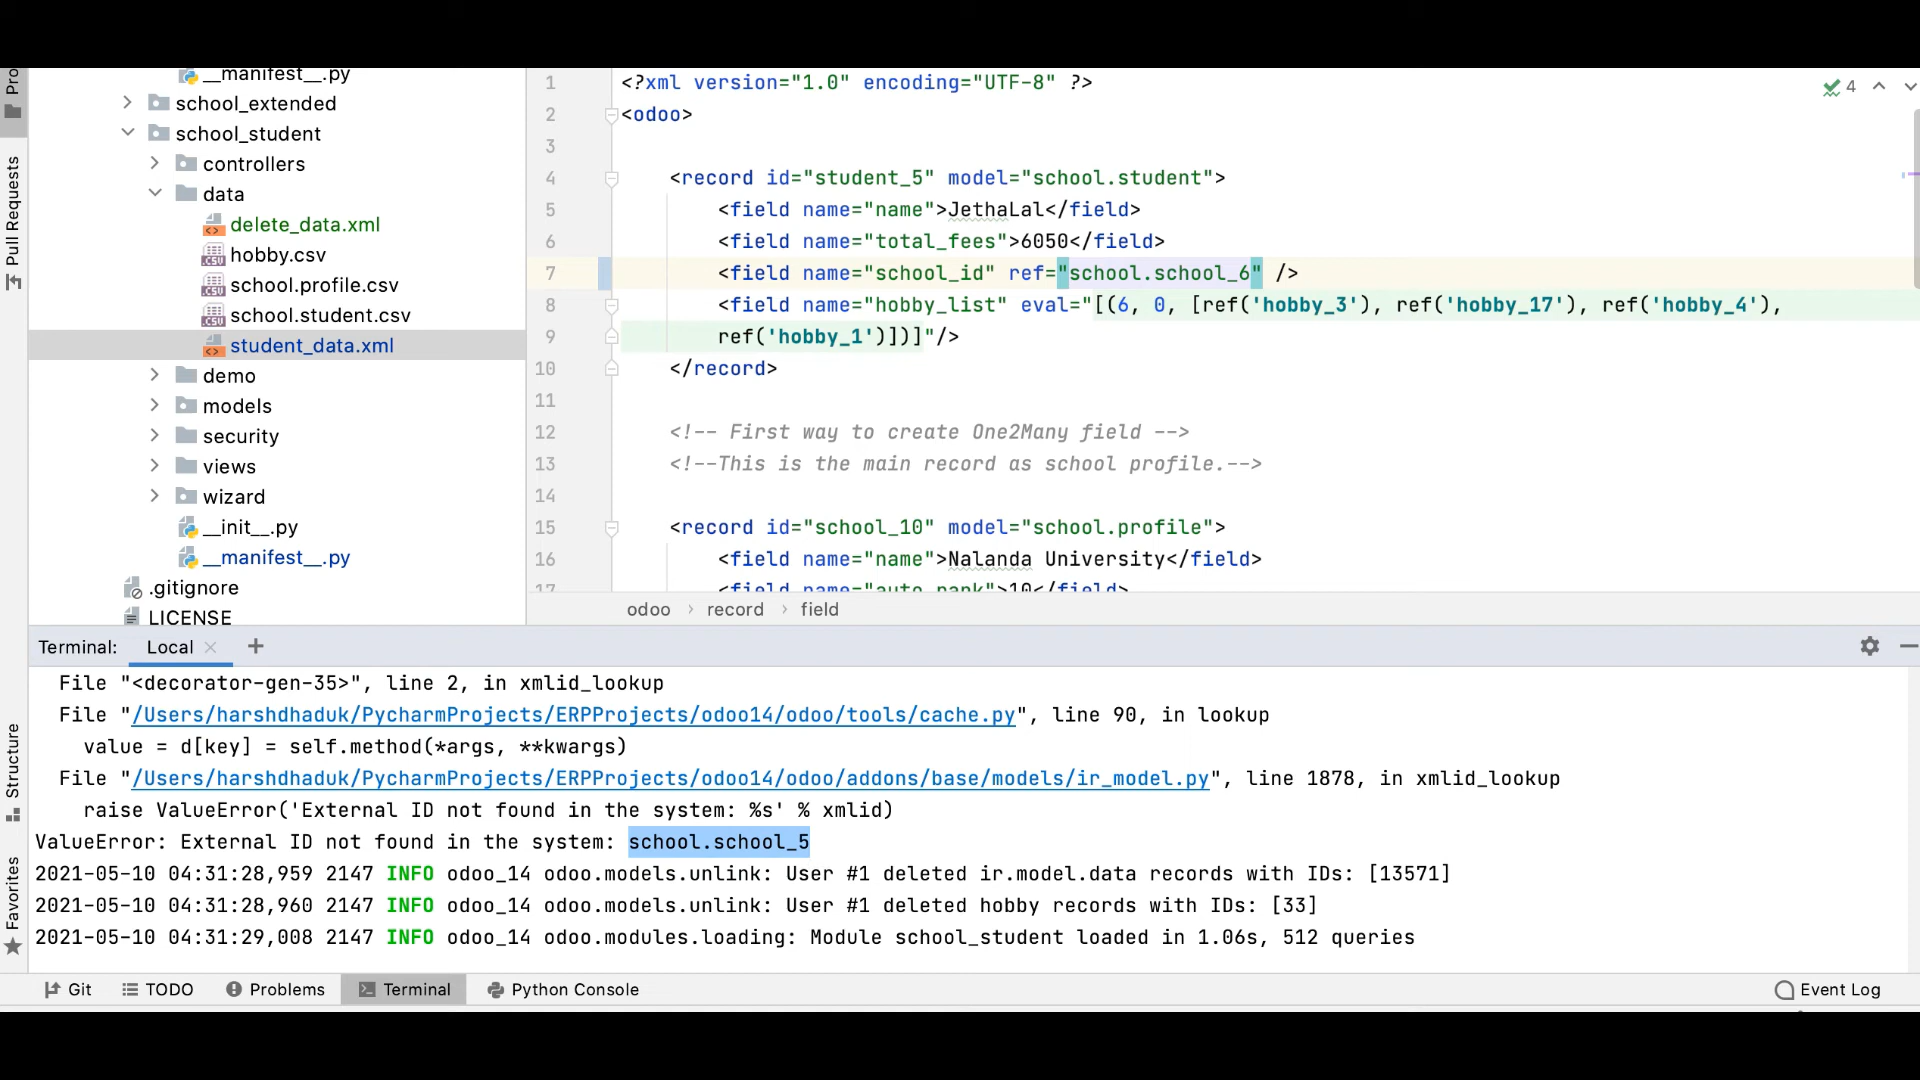 Pro
Pull Requests
Structure
Favorites
__manifest__.py
school_extended
school_student
controllers
data
delete_data.xml
hobby.csv
school.profile.csv
school.student.csv
student_data.xml
demo
models
security
views
wizard
__init__.py
__manifest__.py
.gitignore
LICENSE
1 <?xml version="1.0" encoding="UTF-8" ?>
2 <odoo>
3
4 <record id="student_5" model="school.student">
5 <field name="name">JethaLal</field>
6 <field name="total_fees">6050</field>
7 <field name="school_id" ref="school.school_6" />
8 <field name="hobby_list" eval="[(6, 0, [ref('hobby_3'), ref('hobby_17'), ref('hobby_4'),
9 ref('hobby_1')])]"/>
10 </record>
11
12 <!-- First way to create One2Many field -->
13 <!--This is the main record as school profile.-->
14
15 <record id="school_10" model="school.profile">
16 <field name="name">Nalanda University</field>
17 <field name="auto_rank">10</field>
4
odoo › record › field
Terminal: Local × +
File "<decorator-gen-35>", line 2, in xmlid_lookup
File "/Users/harshdhaduk/PycharmProjects/ERPProjects/odoo14/odoo/tools/cache.py", line 90, in lookup
value = d[key] = self.method(*args, **kwargs)
File "/Users/harshdhaduk/PycharmProjects/ERPProjects/odoo14/odoo/addons/base/models/ir_model.py", line 1878, in xmlid_lookup
raise ValueError('External ID not found in the system: %s' % xmlid)
ValueError: External ID not found in the system: school.school_5
2021-05-10 04:31:28,959 2147 INFO odoo_14 odoo.models.unlink: User #1 deleted ir.model.data records with IDs: [13571]
2021-05-10 04:31:28,960 2147 INFO odoo_14 odoo.models.unlink: User #1 deleted hobby records with IDs: [33]
2021-05-10 04:31:29,008 2147 INFO odoo_14 odoo.modules.loading: Module school_student loaded in 1.06s, 512 queries
Git TODO Problems Terminal Python Console Event Log